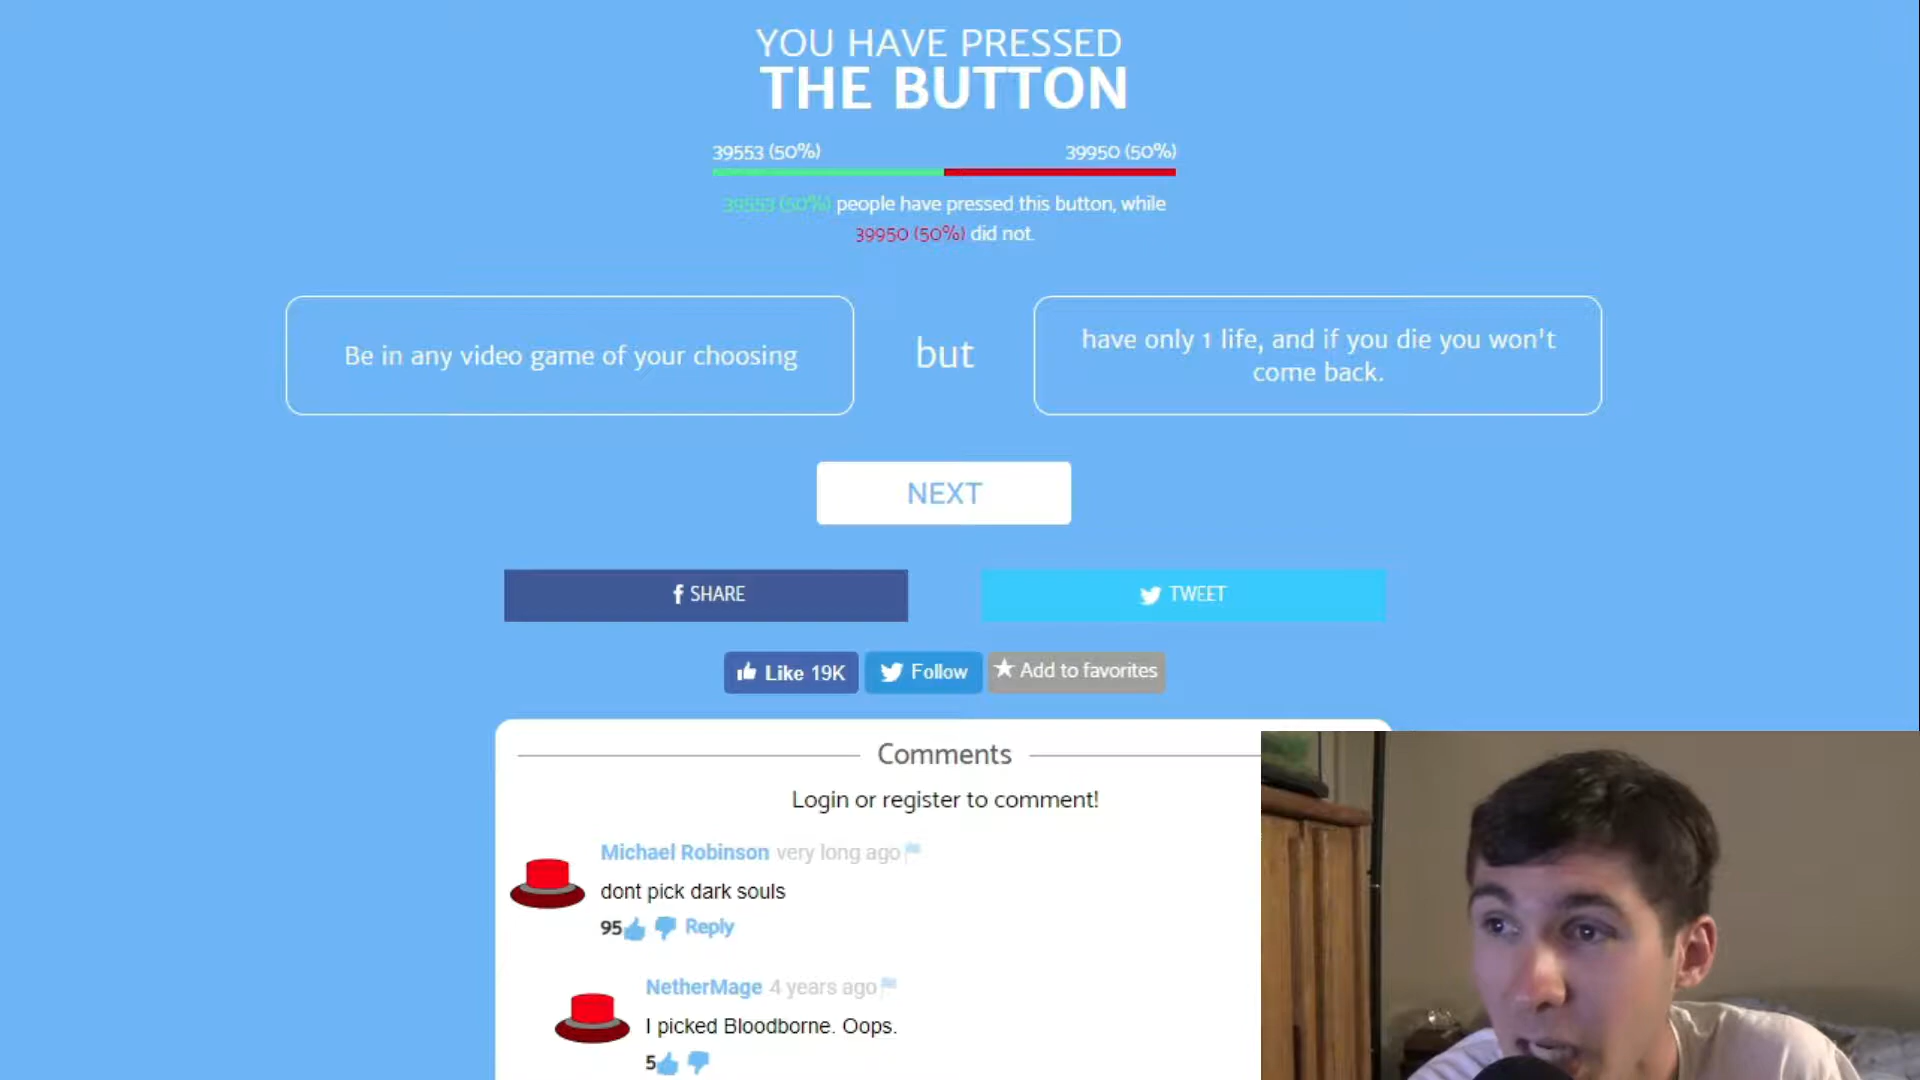 YOU HAVE PRESSED
THE BUTTON
39553 (50%)
39950 (50%)
39553 (50%) people have pressed this button, while
39950 (50%) did not.
Be in any video game of your choosing
but
have only 1 life, and if you die you won't
come back.
NEXT
f SHARE
TWEET
Like 19K
Follow
Add to favorites
Comments
Login or register to comment!
Michael Robinson very long ago
dont pick dark souls
95 Reply
NetherMage 4 years ago
I picked Bloodborne. Oops.
5